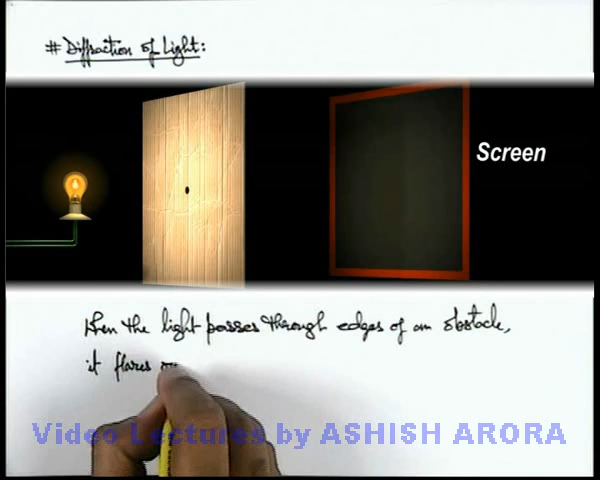 # Diffraction of Light:
Screen
When the light passes through edges of an obstacle,
it flares
Video Lectures by ASHISH ARORA